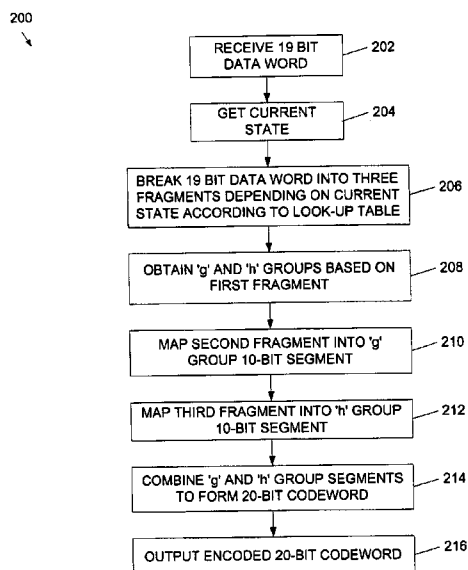 200
RECEIVE 19 BIT
DATA WORD
202
GET CURRENT
STATE
204
BREAK 19 BIT DATA WORD INTO THREE
FRAGMENTS DEPENDING ON CURRENT
STATE ACCORDING TO LOOK-UP TABLE
206
OBTAIN 'g' AND 'h' GROUPS BASED ON
FIRST FRAGMENT
208
MAP SECOND FRAGMENT INTO 'g'
GROUP 10-BIT SEGMENT
210
MAP THIRD FRAGMENT INTO 'h' GROUP
10-BIT SEGMENT
212
COMBINE 'g' AND 'h' GROUP SEGMENTS
TO FORM 20-BIT CODEWORD
214
OUTPUT ENCODED 20-BIT CODEWORD
216